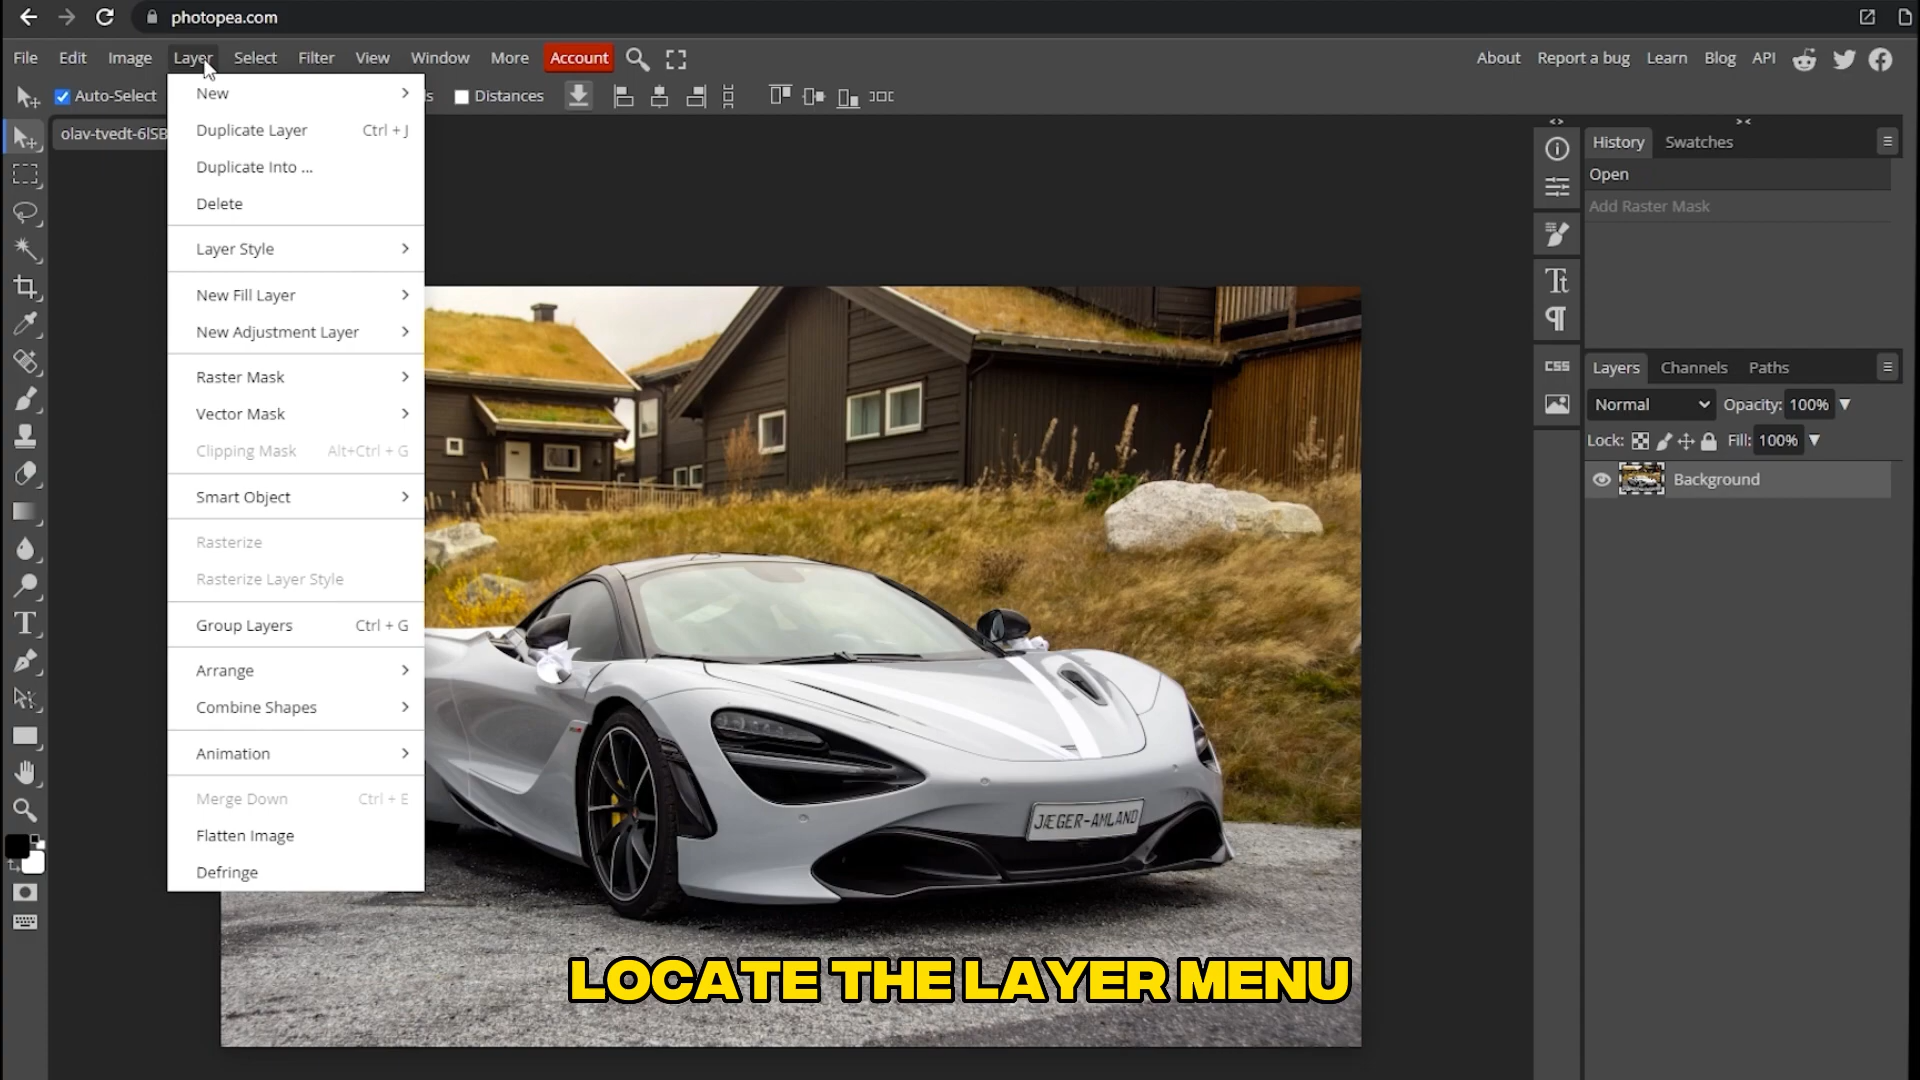 photopea.com
File Edit Image Layer Select Filter View Window More Account About Report a bug Learn Blog API
Auto-Select Distances
olav-tvedt-6lSB
New
Duplicate Layer Ctrl + J
Duplicate Into ...
Delete
Layer Style
New Fill Layer
New Adjustment Layer
Raster Mask
Vector Mask
Clipping Mask Alt+Ctrl + G
Smart Object
Rasterize
Rasterize Layer Style
Group Layers Ctrl + G
Arrange
Combine Shapes
Animation
Merge Down Ctrl + E
Flatten Image
Defringe
History Swatches
Open
Add Raster Mask
CSS
Layers Channels Paths
Normal Opacity: 100%
Lock: Fill: 100%
Background
JÆGER-AMLAND
LOCATE THE LAYER MENU